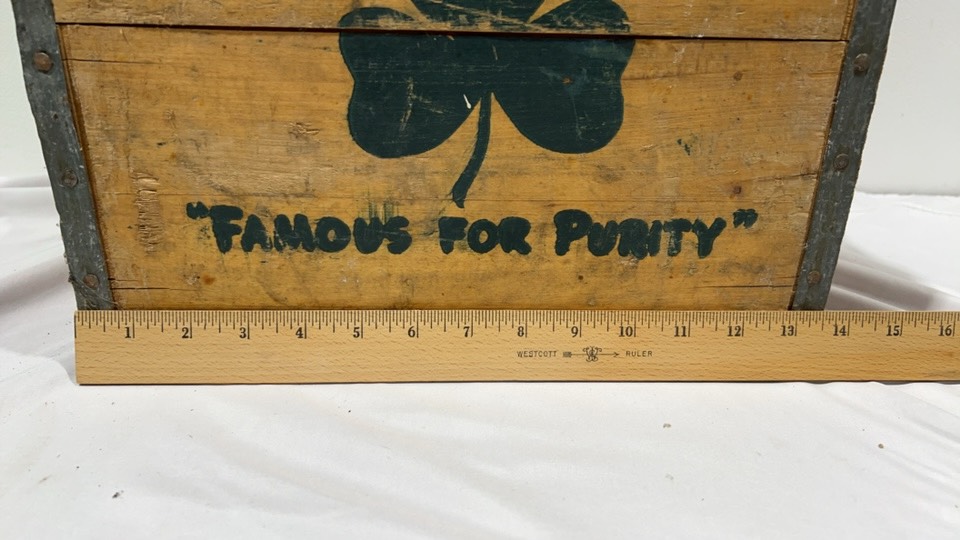 "FAMOUS FOR PURITY"
1 2 3 4 5 6 7 8 9 10 11 12 13 14 15 16
WESTCOTT RULER